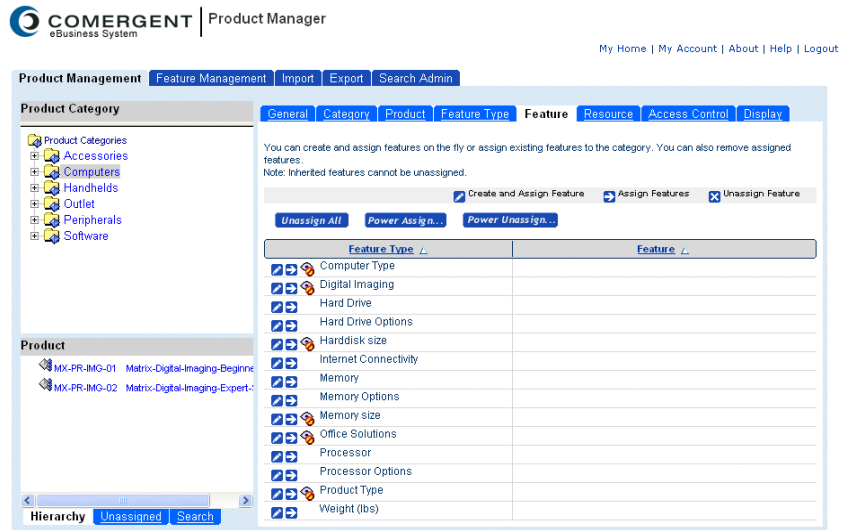 COMERGENT
eBusiness System
Product Manager
My Home | My Account | About | Help | Logout
Product Management Feature Management Import Export Search Admin
Product Category
Product Categories
Accessories
Computers
Handhelds
Outlet
Peripherals
Software
Product
MX-PR-IMG-01 Matrix-Digital-Imaging-Beginne
MX-PR-IMG-02 Matrix-Digital-Imaging-Expert-
Hierarchy Unassigned Search
General Category Product Feature Type Feature Resource Access Control Display
You can create and assign features on the fly or assign existing features to the category. You can also remove assigned
features.
Note: Inherited features cannot be unassigned.
Create and Assign Feature Assign Features Unassign Feature
Unassign All Power Assign... Power Unassign...
Feature Type Feature
Computer Type
Digital Imaging
Hard Drive
Hard Drive Options
Harddisk size
Internet Connectivity
Memory
Memory Options
Memory size
Office Solutions
Processor
Processor Options
Product Type
Weight (lbs)